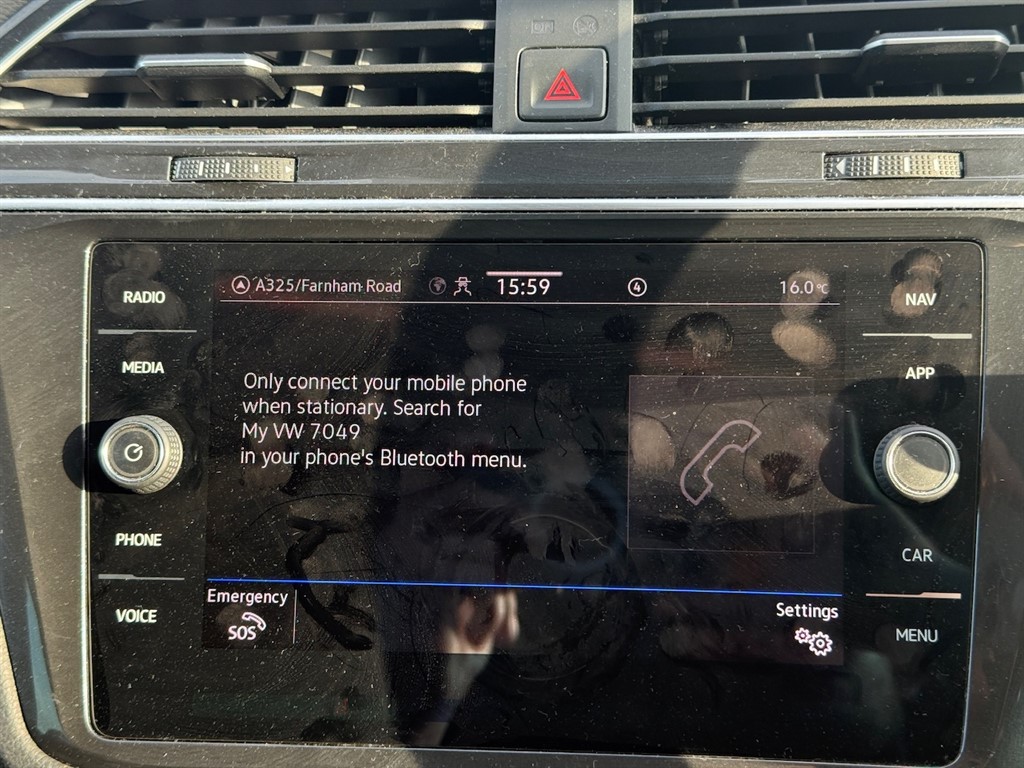 RADIO
MEDIA
PHONE
VOICE
A325/Farnham Road
15:59
4
16.0°C
Only connect your mobile phone
when stationary. Search for
My VW 7049
in your phone's Bluetooth menu.
Emergency
SOS
Settings
NAV
APP
CAR
MENU